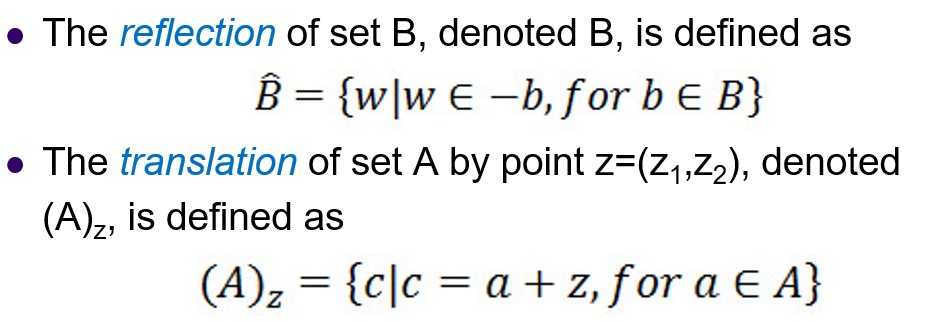 • The reflection of set B, denoted B, is defined as
B̂ = {w|w ∈ −b, for b ∈ B}
• The translation of set A by point z=(z₁,z₂), denoted
(A)z, is defined as
(A)z = {c|c = a + z, for a ∈ A}